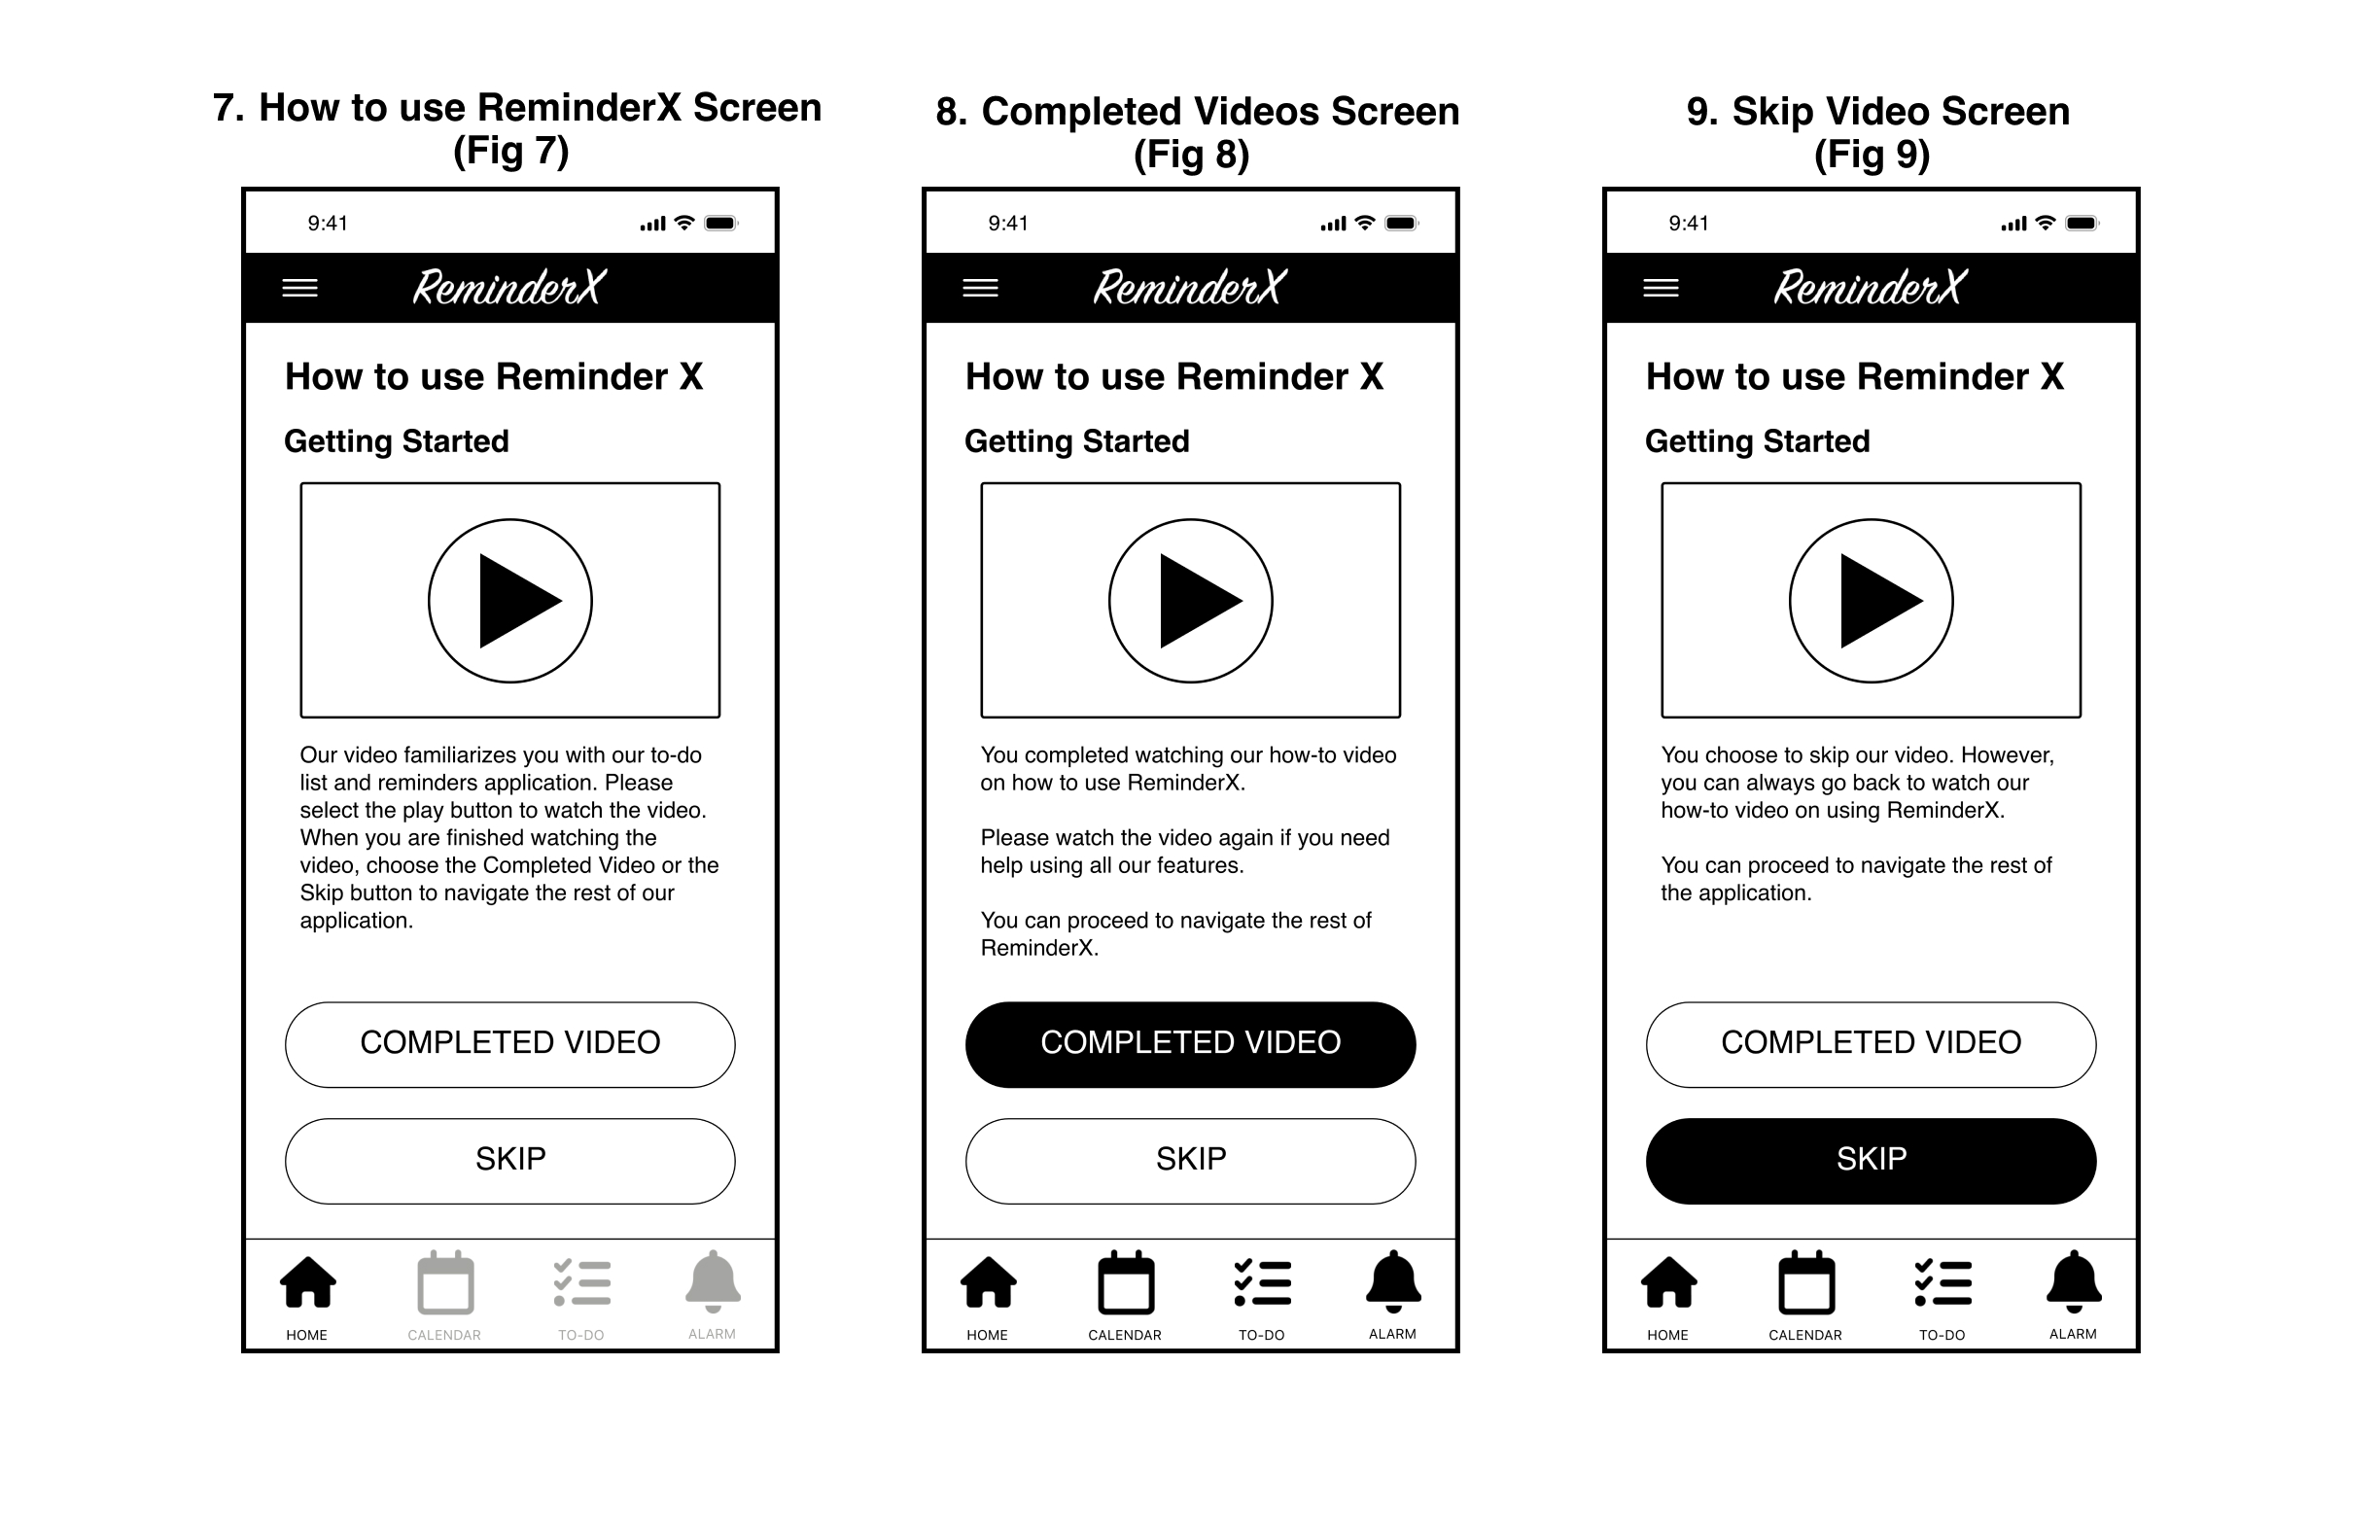 7. How to use ReminderX Screen
(Fig 7)
9:41
ReminderX
How to use Reminder X
Getting Started
Our video familiarizes you with our to-do
list and reminders application. Please
select the play button to watch the video.
When you are finished watching the
video, choose the Completed Video or the
Skip button to navigate the rest of our
application.
COMPLETED VIDEO
SKIP
HOME CALENDAR TO-DO ALARM
8. Completed Videos Screen
(Fig 8)
9:41
ReminderX
How to use Reminder X
Getting Started
You completed watching our how-to video
on how to use ReminderX.
Please watch the video again if you need
help using all our features.
You can proceed to navigate the rest of
ReminderX.
COMPLETED VIDEO
SKIP
HOME CALENDAR TO-DO ALARM
9. Skip Video Screen
(Fig 9)
9:41
ReminderX
How to use Reminder X
Getting Started
You choose to skip our video. However,
you can always go back to watch our
how-to video on using ReminderX.
You can proceed to navigate the rest of
the application.
COMPLETED VIDEO
SKIP
HOME CALENDAR TO-DO ALARM